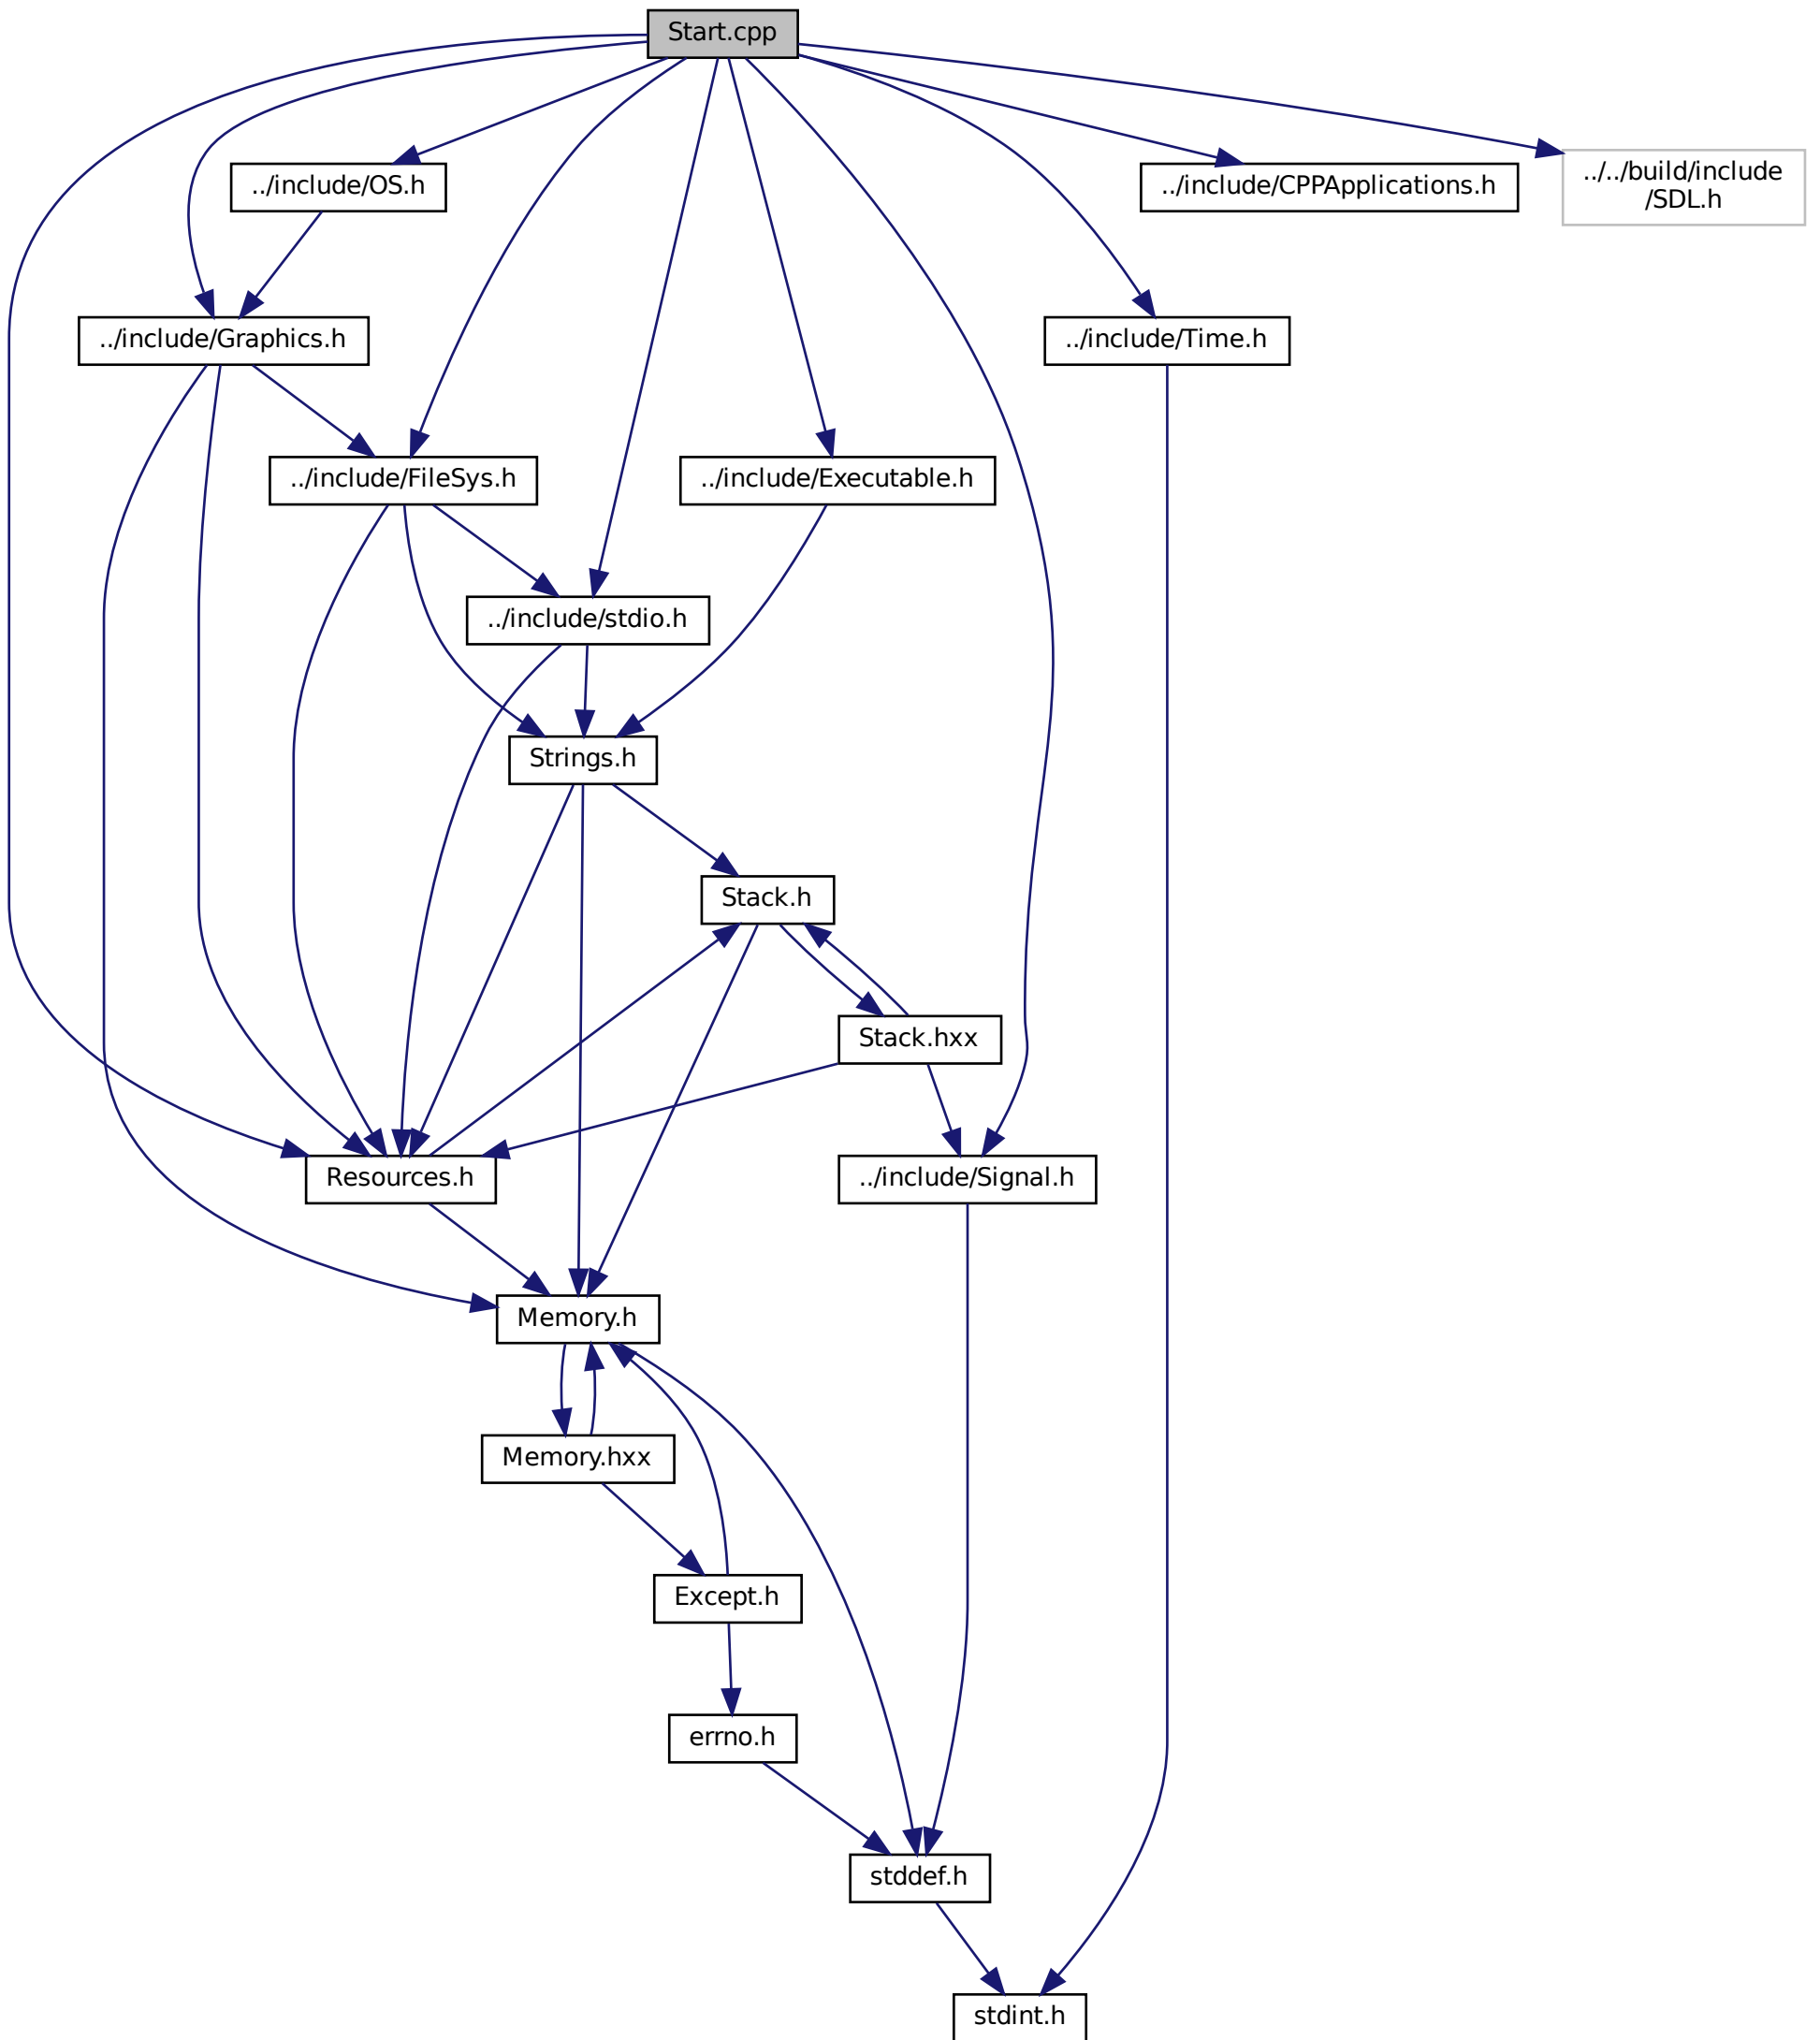 Start.cpp
../include/OS.h
../include/CPPApplications.h
../../build/include
/SDL.h
../include/Graphics.h
../include/Time.h
../include/FileSys.h
../include/Executable.h
../include/stdio.h
Strings.h
Stack.h
Stack.hxx
Resources.h
../include/Signal.h
Memory.h
Memory.hxx
Except.h
errno.h
stddef.h
stdint.h